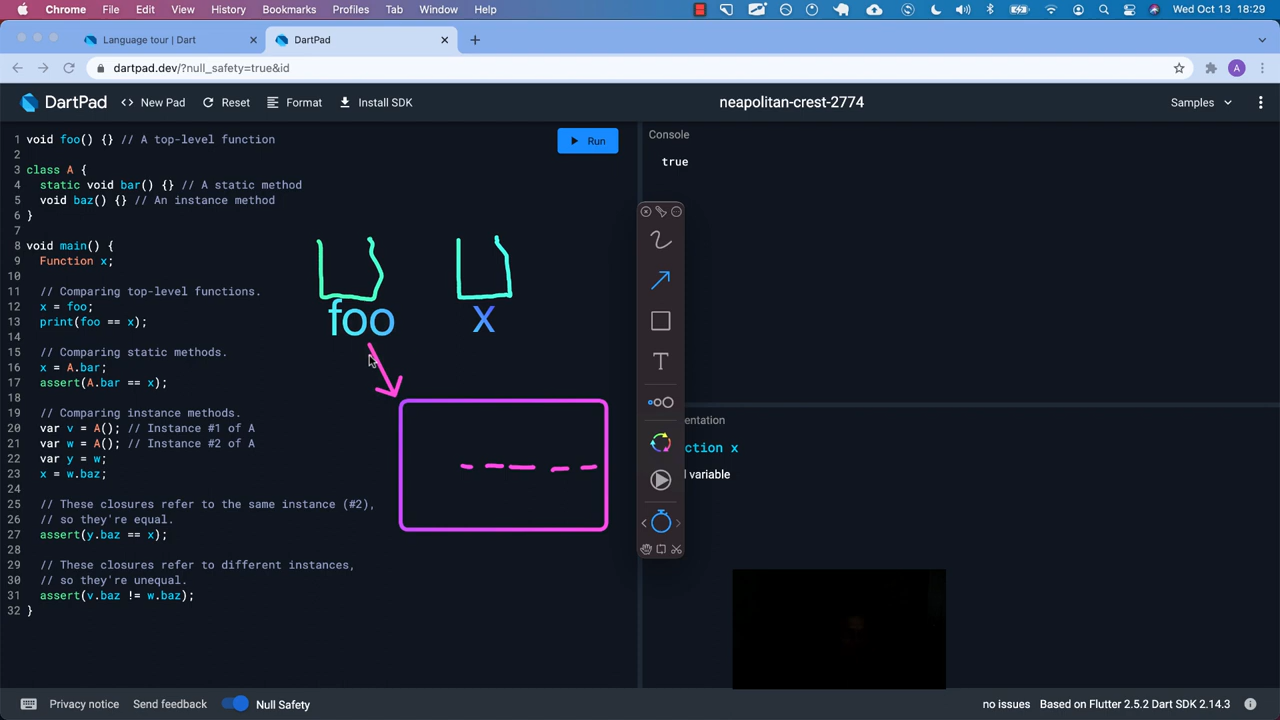 Chrome File Edit View History Bookmarks Profiles Tab Window Help Wed Oct 13 18:29
Language tour | Dart
DartPad
dartpad.dev/?null_safety=true&id
A
DartPad <> New Pad Reset Format Install SDK neapolitan-crest-2774 Samples
Run
Console
true
1 void foo() {} // A top-level function
2
3 class A {
4 static void bar() {} // A static method
5 void baz() {} // An instance method
6 }
7
8 void main() {
9 Function x;
10
11 // Comparing top-level functions.
12 x = foo;
13 print(foo == x);
14
15 // Comparing static methods.
16 x = A.bar;
17 assert(A.bar == x);
18
19 // Comparing instance methods.
20 var v = A(); // Instance #1 of A
21 var w = A(); // Instance #2 of A
22 var y = w;
23 x = w.baz;
24
25 // These closures refer to the same instance (#2),
26 // so they're equal.
27 assert(y.baz == x);
28
29 // These closures refer to different instances,
30 // so they're unequal.
31 assert(v.baz != w.baz);
32 }
foo x
T
entation
ction x
variable
Privacy notice Send feedback Null Safety no issues Based on Flutter 2.5.2 Dart SDK 2.14.3